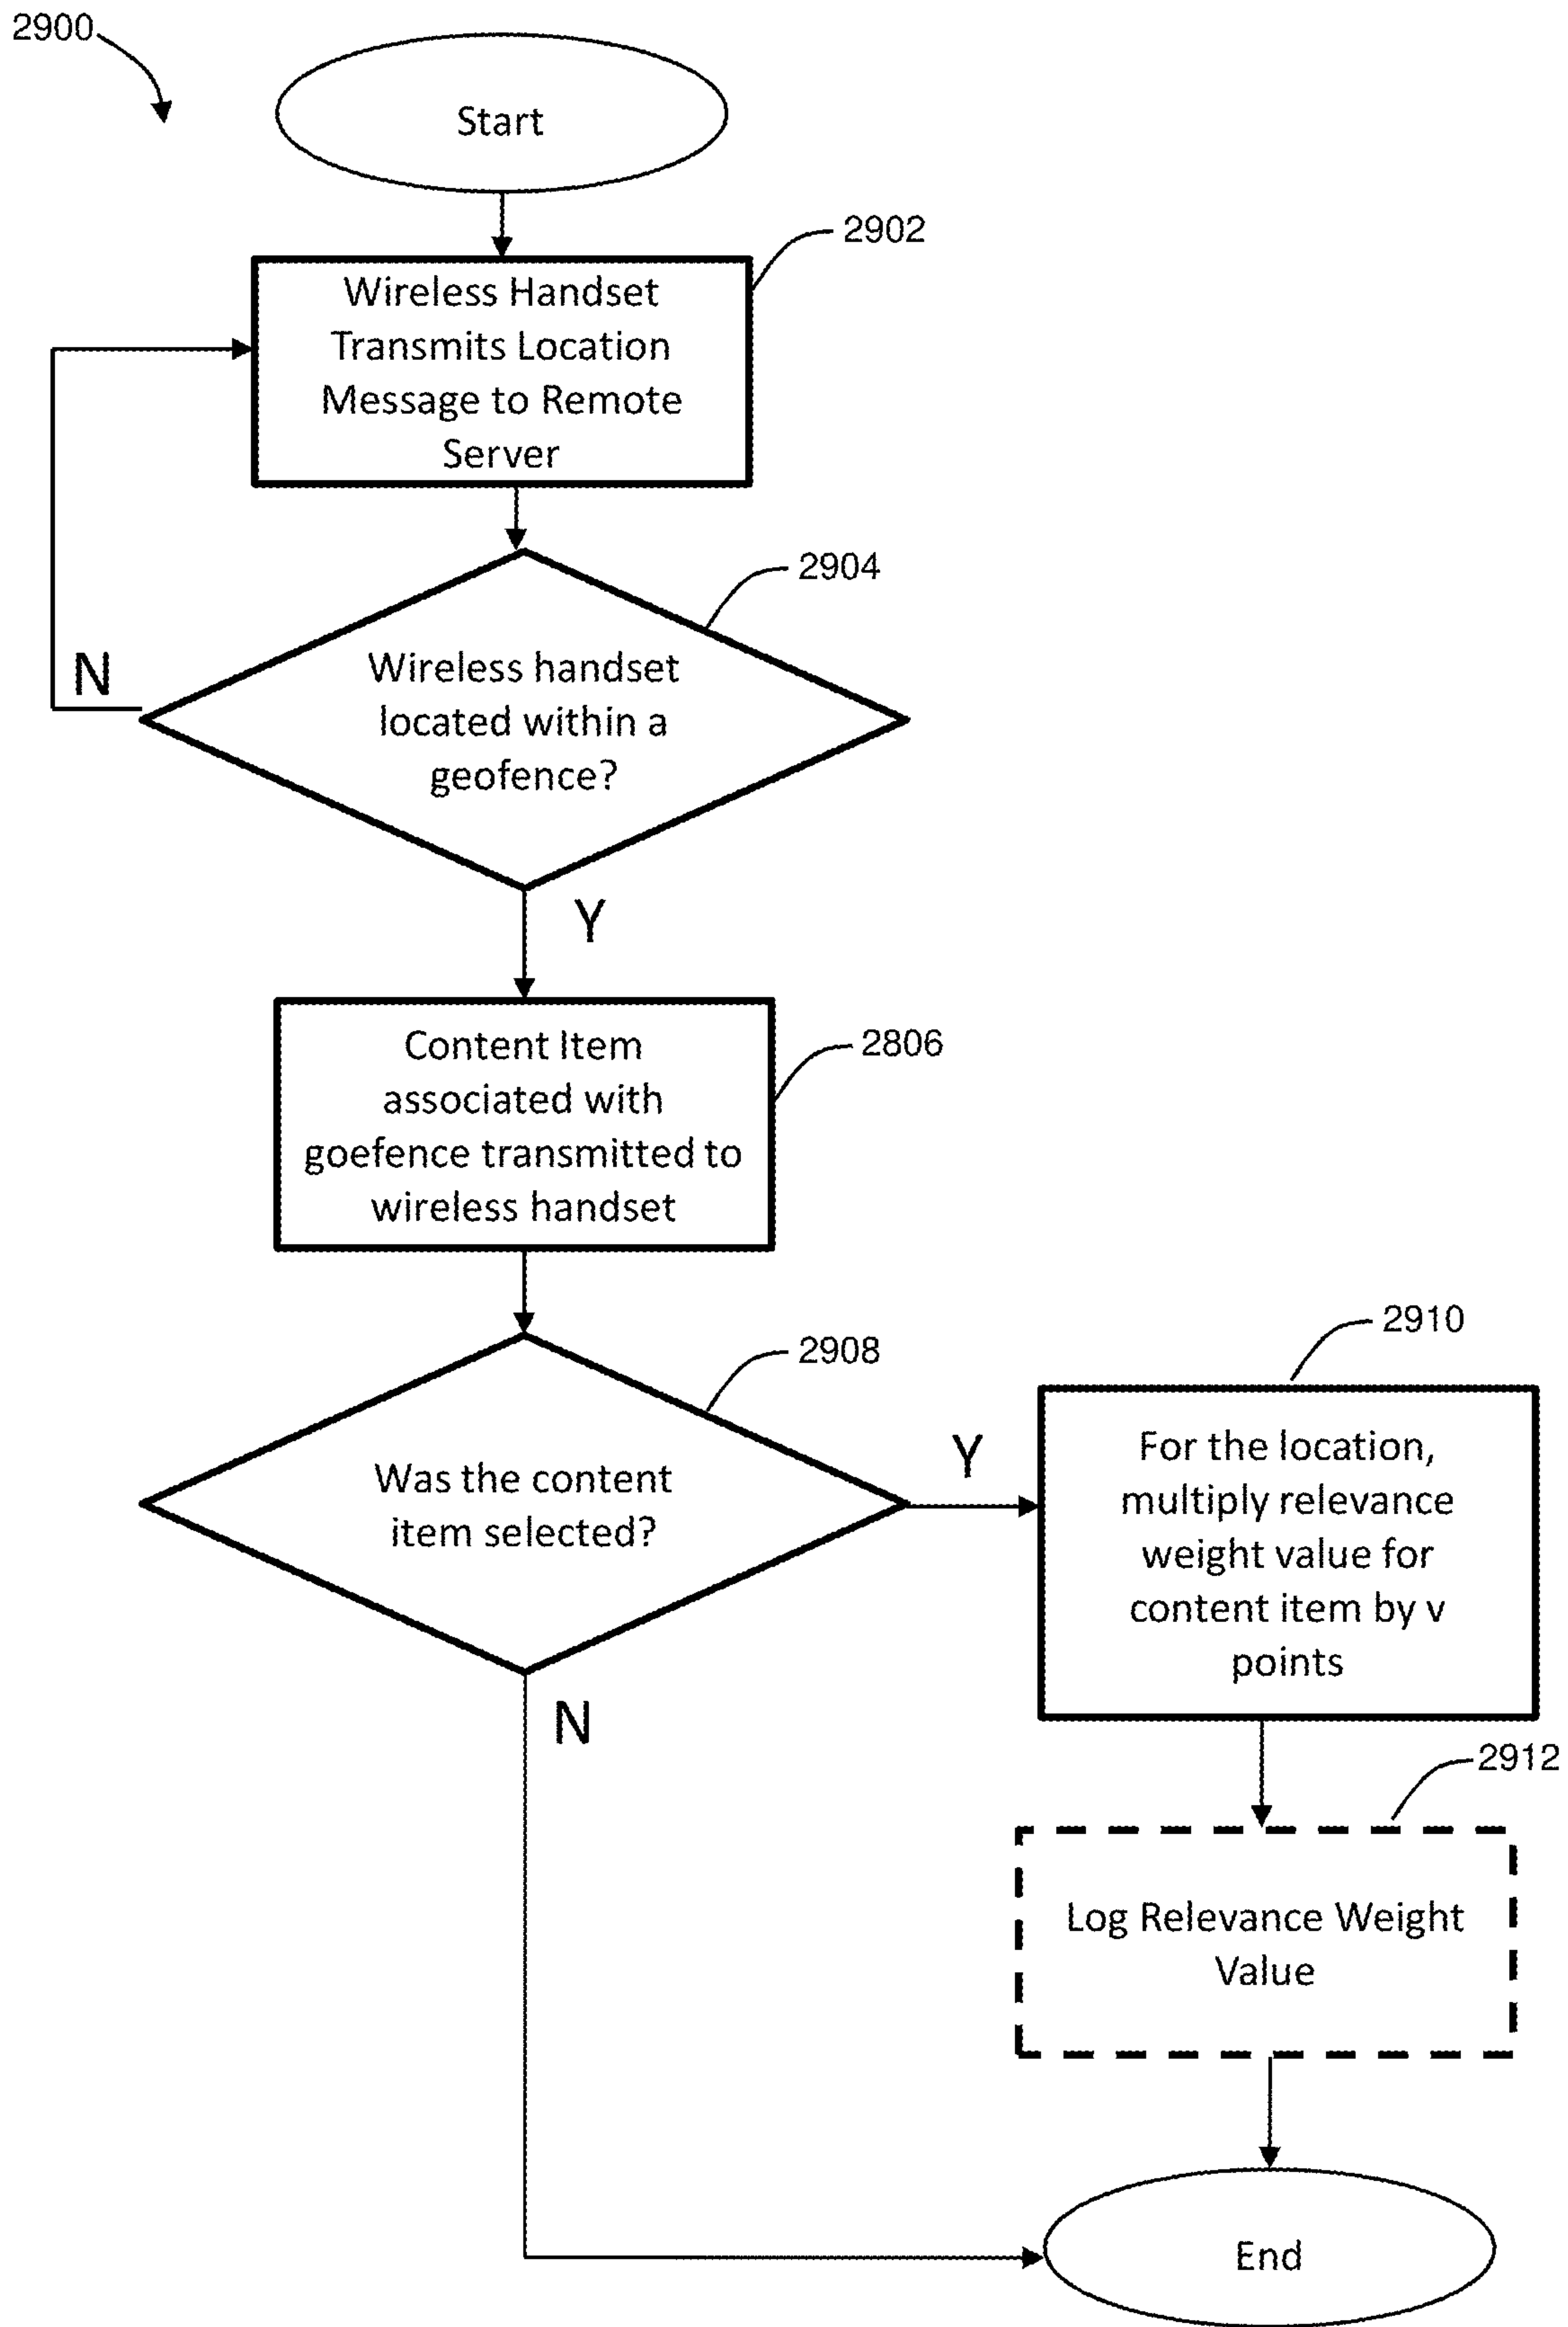 2900
Start
2902
Wireless Handset
Transmits Location
Message to Remote
Server
2904
N
Wireless handset
located within a
geofence?
Y
Content Item
associated with
goefence transmitted to
wireless handset
2806
2908
Was the content
item selected?
Y
N
2910
For the location,
multiply relevance
weight value for
content item by v
points
2912
Log Relevance Weight
Value
End